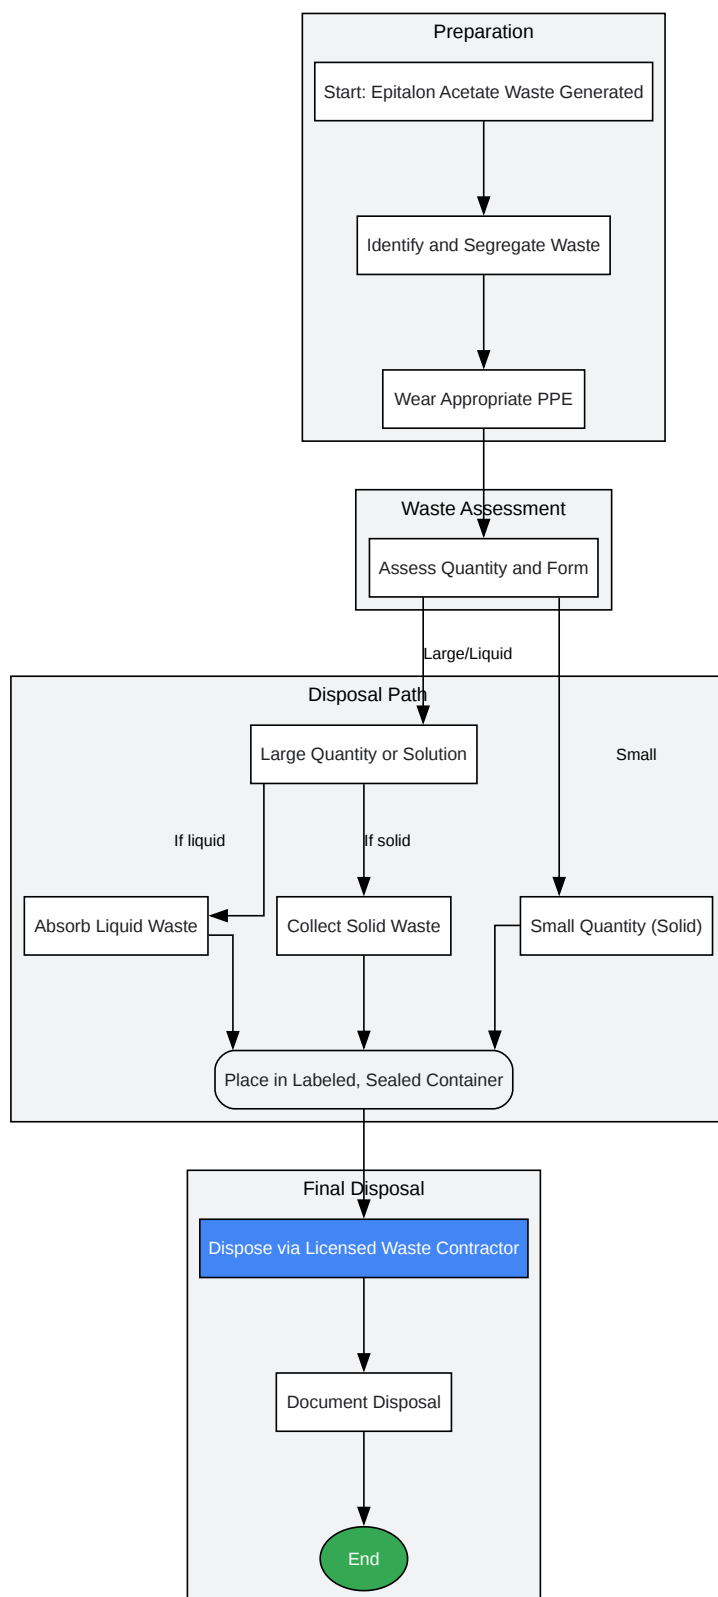 Preparation
Start: Epitalon Acetate Waste Generated
Identify and Segregate Waste
Wear Appropriate PPE
Waste Assessment
Assess Quantity and Form
Large/Liquid
Disposal Path
Large Quantity or Solution
Small
If liquid
If solid
Absorb Liquid Waste
Collect Solid Waste
Small Quantity (Solid)
Place in Labeled, Sealed Container
Final Disposal
Dispose via Licensed Waste Contractor
Document Disposal
End